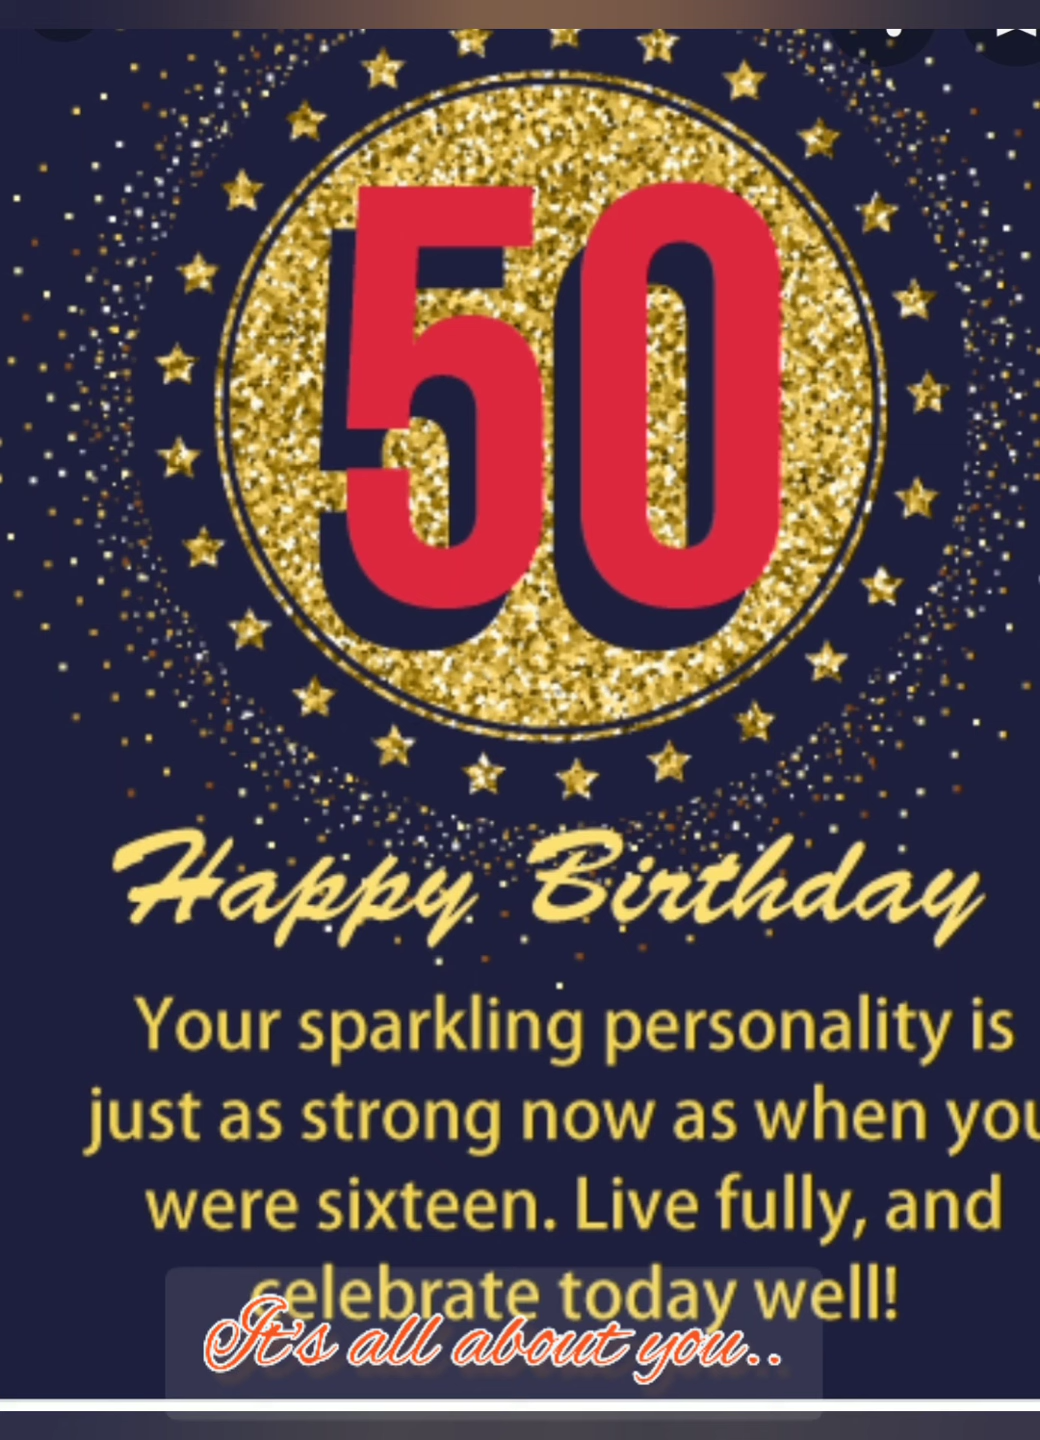 50
Happy Birthday
Your sparkling personality is
just as strong now as when you
were sixteen. Live fully, and
celebrate today well!
It's all about you..